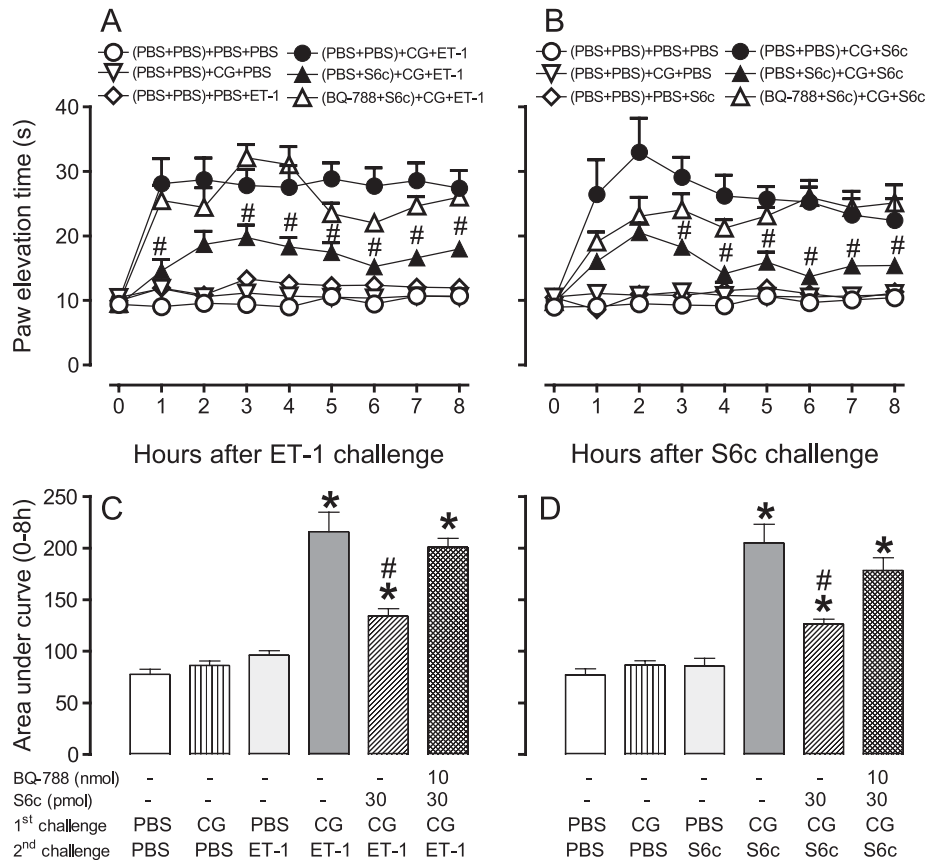 A
(PBS+PBS)+PBS+PBS (PBS+PBS)+CG+ET-1
(PBS+PBS)+CG+PBS (PBS+S6c)+CG+ET-1
(PBS+PBS)+PBS+ET-1 (BQ-788+S6c)+CG+ET-1
Paw elevation time (s)
40
30
20
10
0
# # # # # # #
0 1 2 3 4 5 6 7 8
Hours after ET-1 challenge
B
(PBS+PBS)+PBS+PBS (PBS+PBS)+CG+S6c
(PBS+PBS)+CG+PBS (PBS+S6c)+CG+S6c
(PBS+PBS)+PBS+S6c (BQ-788+S6c)+CG+S6c
# # # # # #
0 1 2 3 4 5 6 7 8
Hours after S6c challenge
C
Area under curve (0-8h)
250
200
150
100
50
0
* # * *
D
* # * *
BQ-788 (nmol) - - - - - 10 - - - - - 10
S6c (pmol) - - - - 30 30 - - - - 30 30
1st challenge PBS CG PBS CG CG CG PBS CG PBS CG CG CG
2nd challenge PBS PBS ET-1 ET-1 ET-1 ET-1 PBS PBS S6c S6c S6c S6c